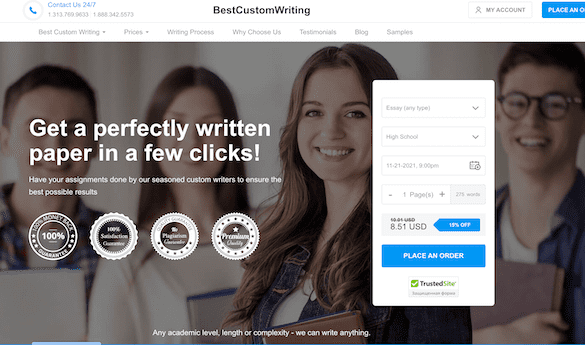 Contact Us 24/7
1.313.769.9633 1.888.342.5573
BestCustomWriting
MY ACCOUNT
PLACE AN O
Best Custom Writing
Prices
Writing Process
Why Choose Us
Testimonials
Blog
Samples
Get a perfectly written
paper in a few clicks!
Have your assignments done by our seasoned custom writers to ensure the
best possible results
Essay (any type)
High School
11-21-2021, 9:00pm
- 1 Page(s) +
275 words
10.01 USD
8.51 USD
15% OFF
PLACE AN ORDER
TrustedSite
Защищенная форма
100% MONEY BACK
100%
GUARANTEE
100%
Satisfaction
Guarantee
Plagiarism
Guarantee
Premium
Quality
Any academic level, length or complexity - we can write anything.